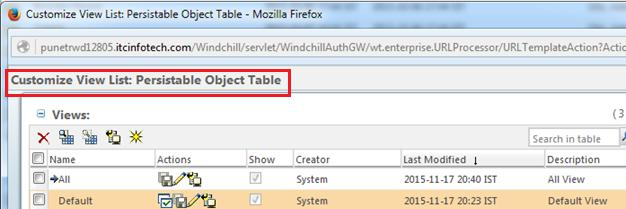 Customize View List: Persistable Object Table - Mozilla Firefox
punetrwd12805.itcinfotech.com/Windchill/servlet/WindchillAuthGW/wt.enterprise.URLProcessor/URLTemplateAction?Actio
Customize View List: Persistable Object Table
Views: ( 3
Search in table
Name Actions Show Creator Last Modified ↓ Description
All System 2015-11-17 20:40 IST All View
Default System 2015-11-17 20:23 IST Default View